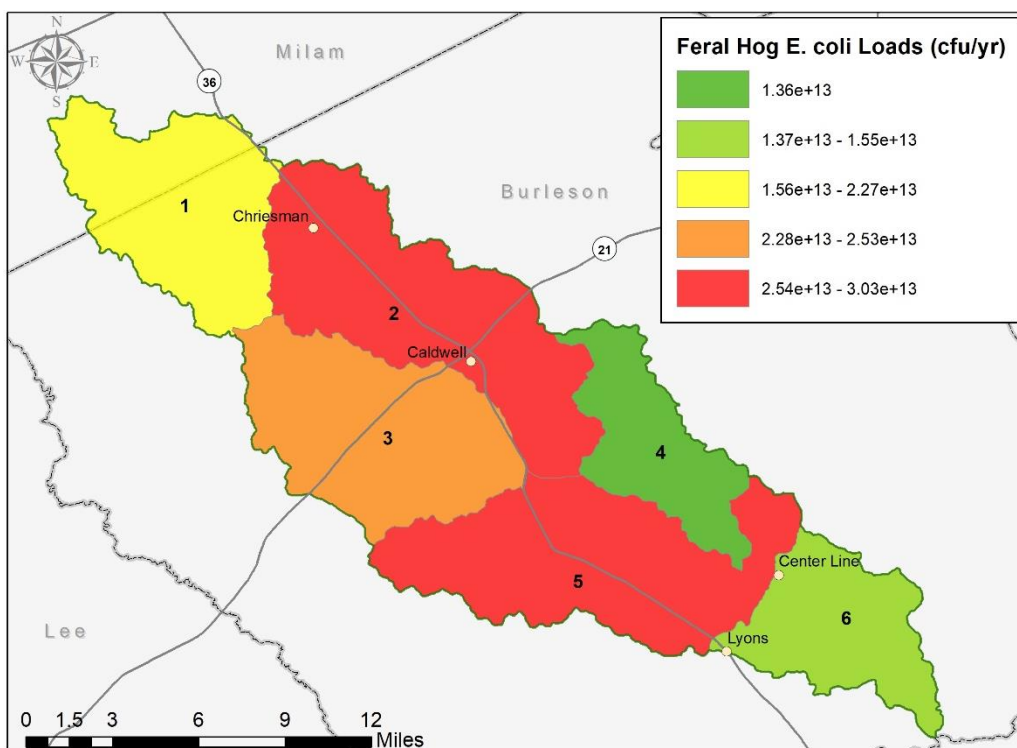 N
W E
S
Milam
36
Burleson
21
Feral Hog E. coli Loads (cfu/yr)
1.36e+13
1.37e+13 - 1.55e+13
1.56e+13 - 2.27e+13
2.28e+13 - 2.53e+13
2.54e+13 - 3.03e+13
1
Chriesman
2
Caldwell
3
4
5
Center Line
6
Lyons
Lee
0 1.5 3 6 9 12
Miles